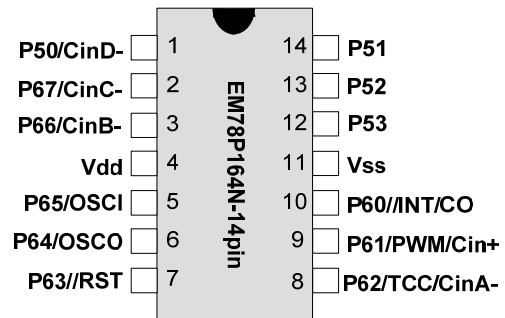 P50/CinD- 1 14 P51
P67/CinC- 2 13 P52
P66/CinB- 3 12 P53
Vdd 4 11 Vss
P65/OSCI 5 10 P60//INT/CO
P64/OSCO 6 9 P61/PWM/Cin+
P63//RST 7 8 P62/TCC/CinA-
EM78P164N-14pin